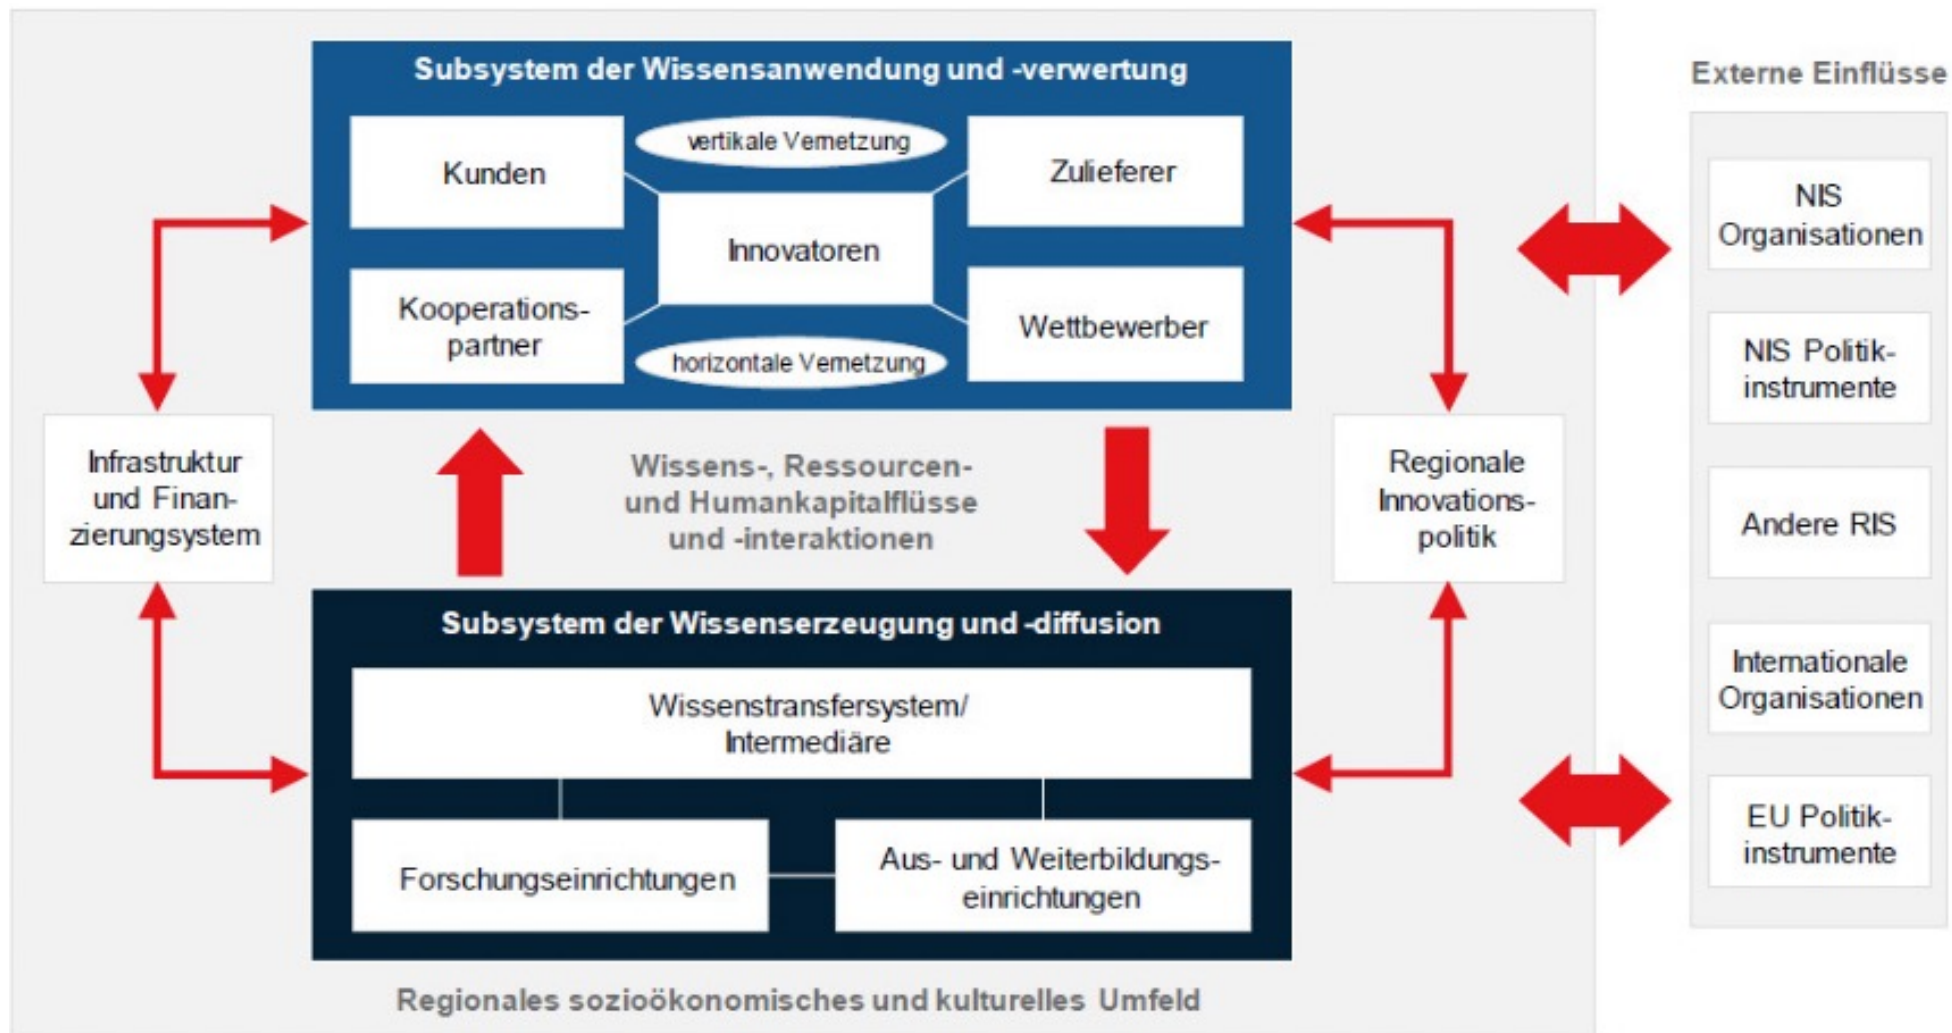 Subsystem der Wissensanwendung und -verwertung
Kunden
vertikale Vernetzung
Zulieferer
Innovatoren
Kooperations-
partner
horizontale Vernetzung
Wettbewerber
Infrastruktur
und Finan-
zierungsystem
Wissens-, Ressourcen-
und Humankapitalflüsse
und -interaktionen
Regionale
Innovations-
politik
Subsystem der Wissenserzeugung und -diffusion
Wissenstransfersystem/
Intermediäre
Forschungseinrichtungen
Aus- und Weiterbildungs-
einrichtungen
Regionales sozioökonomisches und kulturelles Umfeld
Externe Einflüsse
NIS
Organisationen
NIS Politik-
instrumente
Andere RIS
Internationale
Organisationen
EU Politik-
instrumente